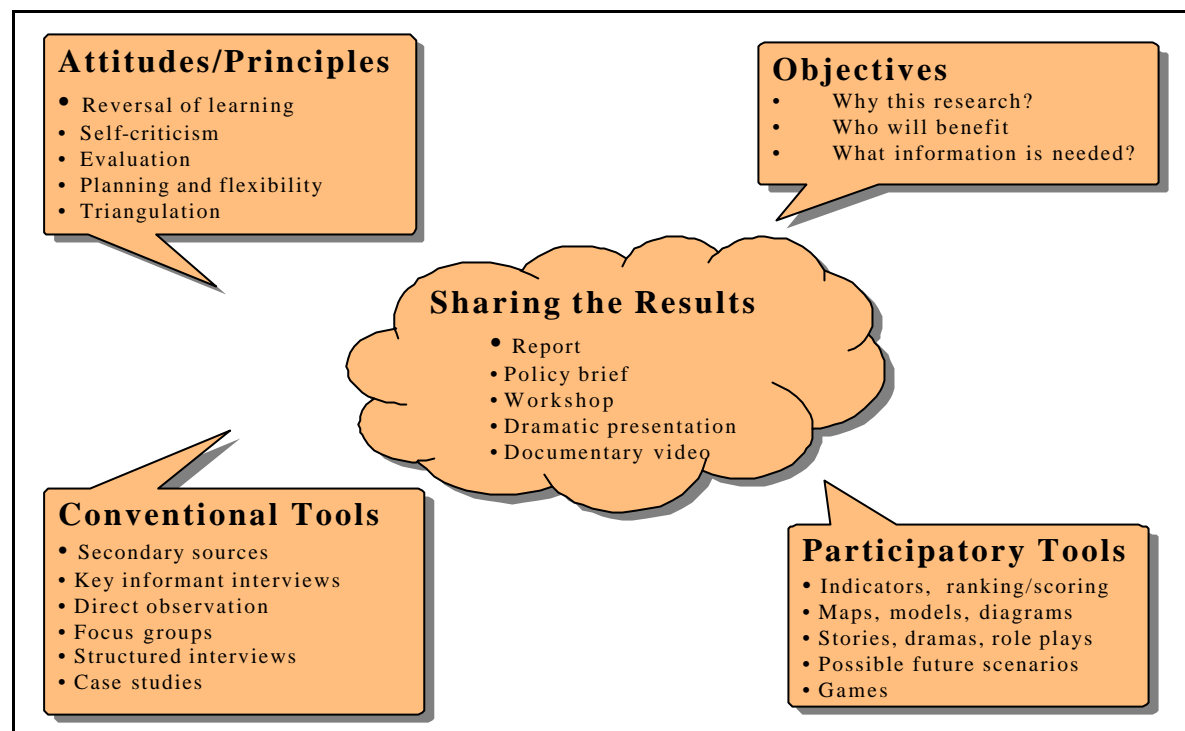 Attitudes/Principles
• Reversal of learning
• Self-criticism
• Evaluation
• Planning and flexibility
• Triangulation
Objectives
• Why this research?
• Who will benefit
• What information is needed?
Sharing the Results
• Report
• Policy brief
• Workshop
• Dramatic presentation
• Documentary video
Conventional Tools
• Secondary sources
• Key informant interviews
• Direct observation
• Focus groups
• Structured interviews
• Case studies
Participatory Tools
• Indicators, ranking/scoring
• Maps, models, diagrams
• Stories, dramas, role plays
• Possible future scenarios
• Games